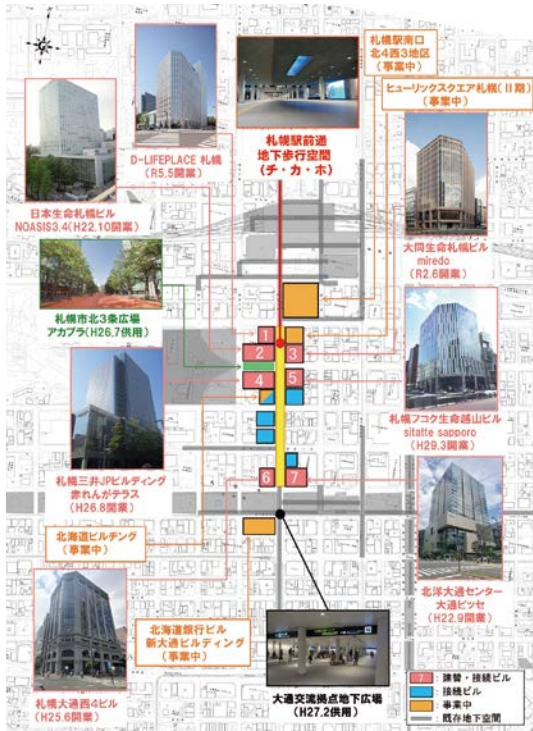 札幌駅南口
北4西3地区
(事業中)
ヒューリックスクエア札幌(Ⅱ期)
(事業中)
D-LIFEPLACE 札幌
(R5.5開業)
札幌駅前通
地下歩行空間
(チ・カ・ホ)
日本生命札幌ビル
NOASIS3.4(H22.10開業)
大同生命札幌ビル
miredo
(R2.6開業)
札幌市北3条広場
アカプラ(H26.7供用)
1
2
3
4
5
6
7
札幌フコク生命越山ビル
sitatte sapporo
(H29.3開業)
札幌三井JPビルディング
赤れんがテラス
(H26.8開業)
北海道ビルヂング
(事業中)
北洋大通センター
大通ビッセ
(H22.9開業)
北海道銀行ビル
新大通ビルディング
(事業中)
札幌大通西4ビル
(H25.6開業)
大通交流拠点地下広場
(H27.2供用)
7 :建替・接続ビル
:接続ビル
:事業中
:既存地下空間